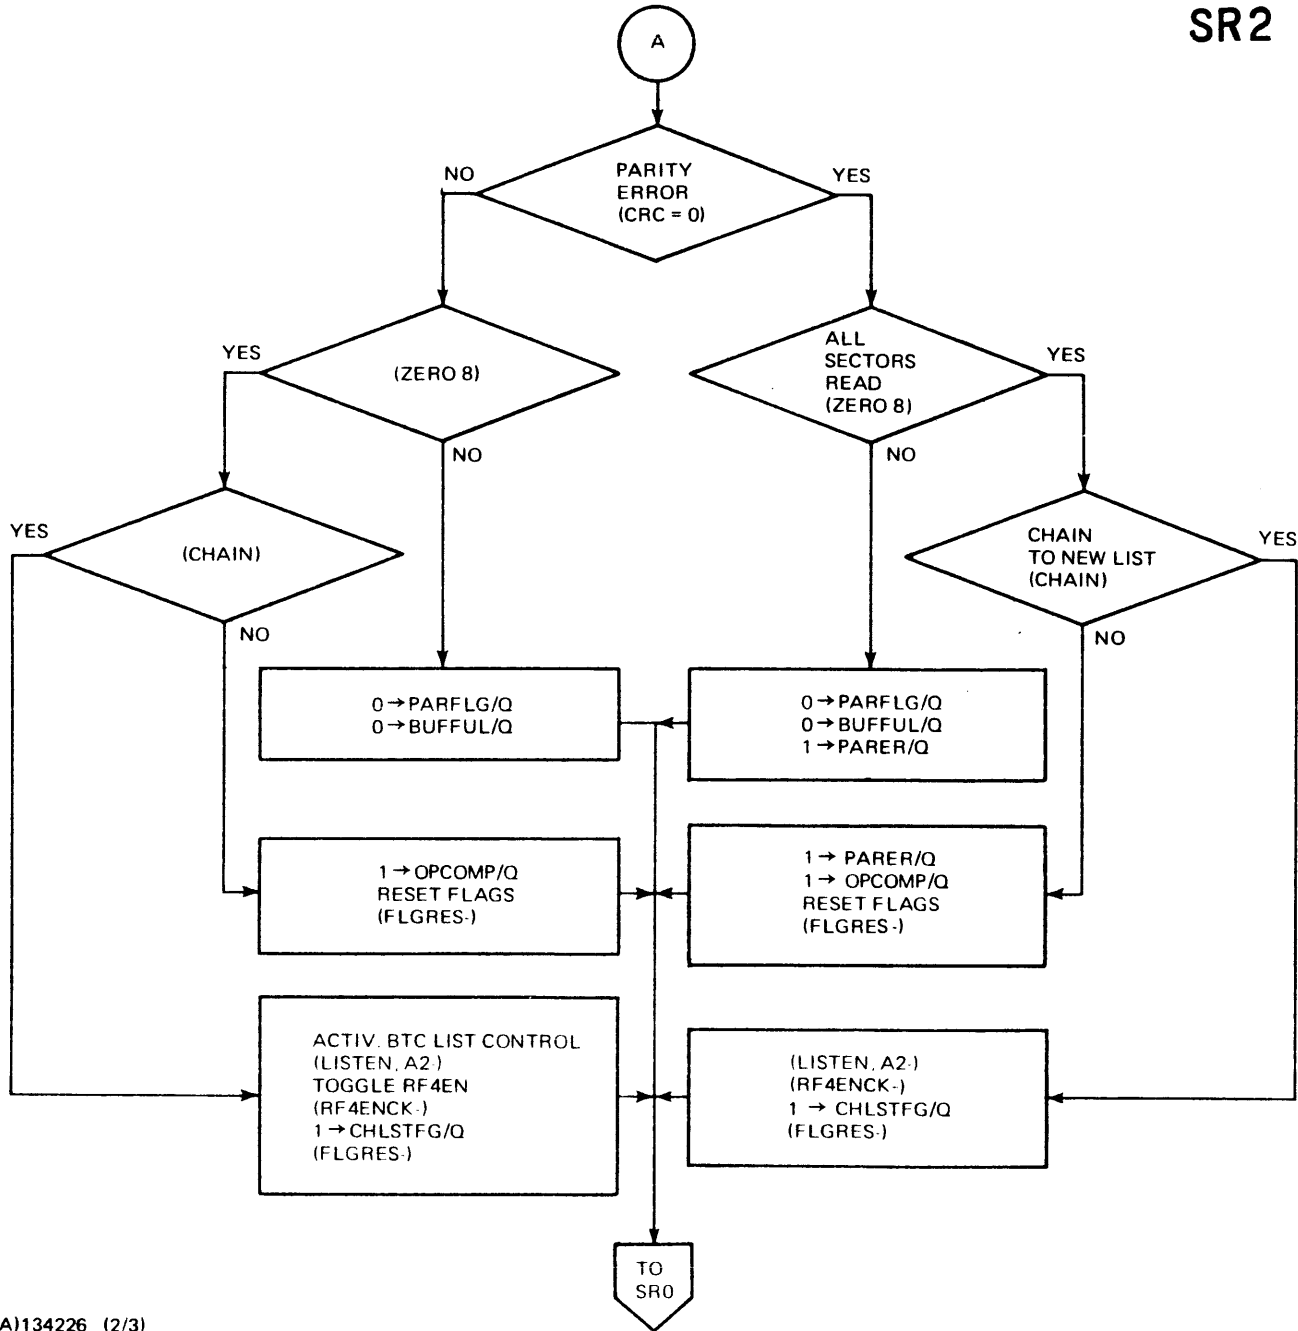 SR2
A
PARITY
ERROR
(CRC = 0)
NO
YES
(ZERO 8)
YES
NO
ALL
SECTORS
READ
(ZERO 8)
YES
NO
(CHAIN)
YES
NO
CHAIN
TO NEW LIST
(CHAIN)
YES
NO
0→PARFLG/Q
0→BUFFUL/Q
0→PARFLG/Q
0→BUFFUL/Q
1→PARER/Q
1→OPCOMP/Q
RESET FLAGS
(FLGRES-)
1→ PARER/Q
1→ OPCOMP/Q
RESET FLAGS
(FLGRES-)
ACTIV. BTC LIST CONTROL
(LISTEN, A2-)
TOGGLE RF4EN
(RF4ENCK-)
1→CHLSTFG/Q
(FLGRES-)
(LISTEN, A2-)
(RF4ENCK-)
1 → CHLSTFG/Q
(FLGRES-)
TO
SR0
A)134226 (2/3)